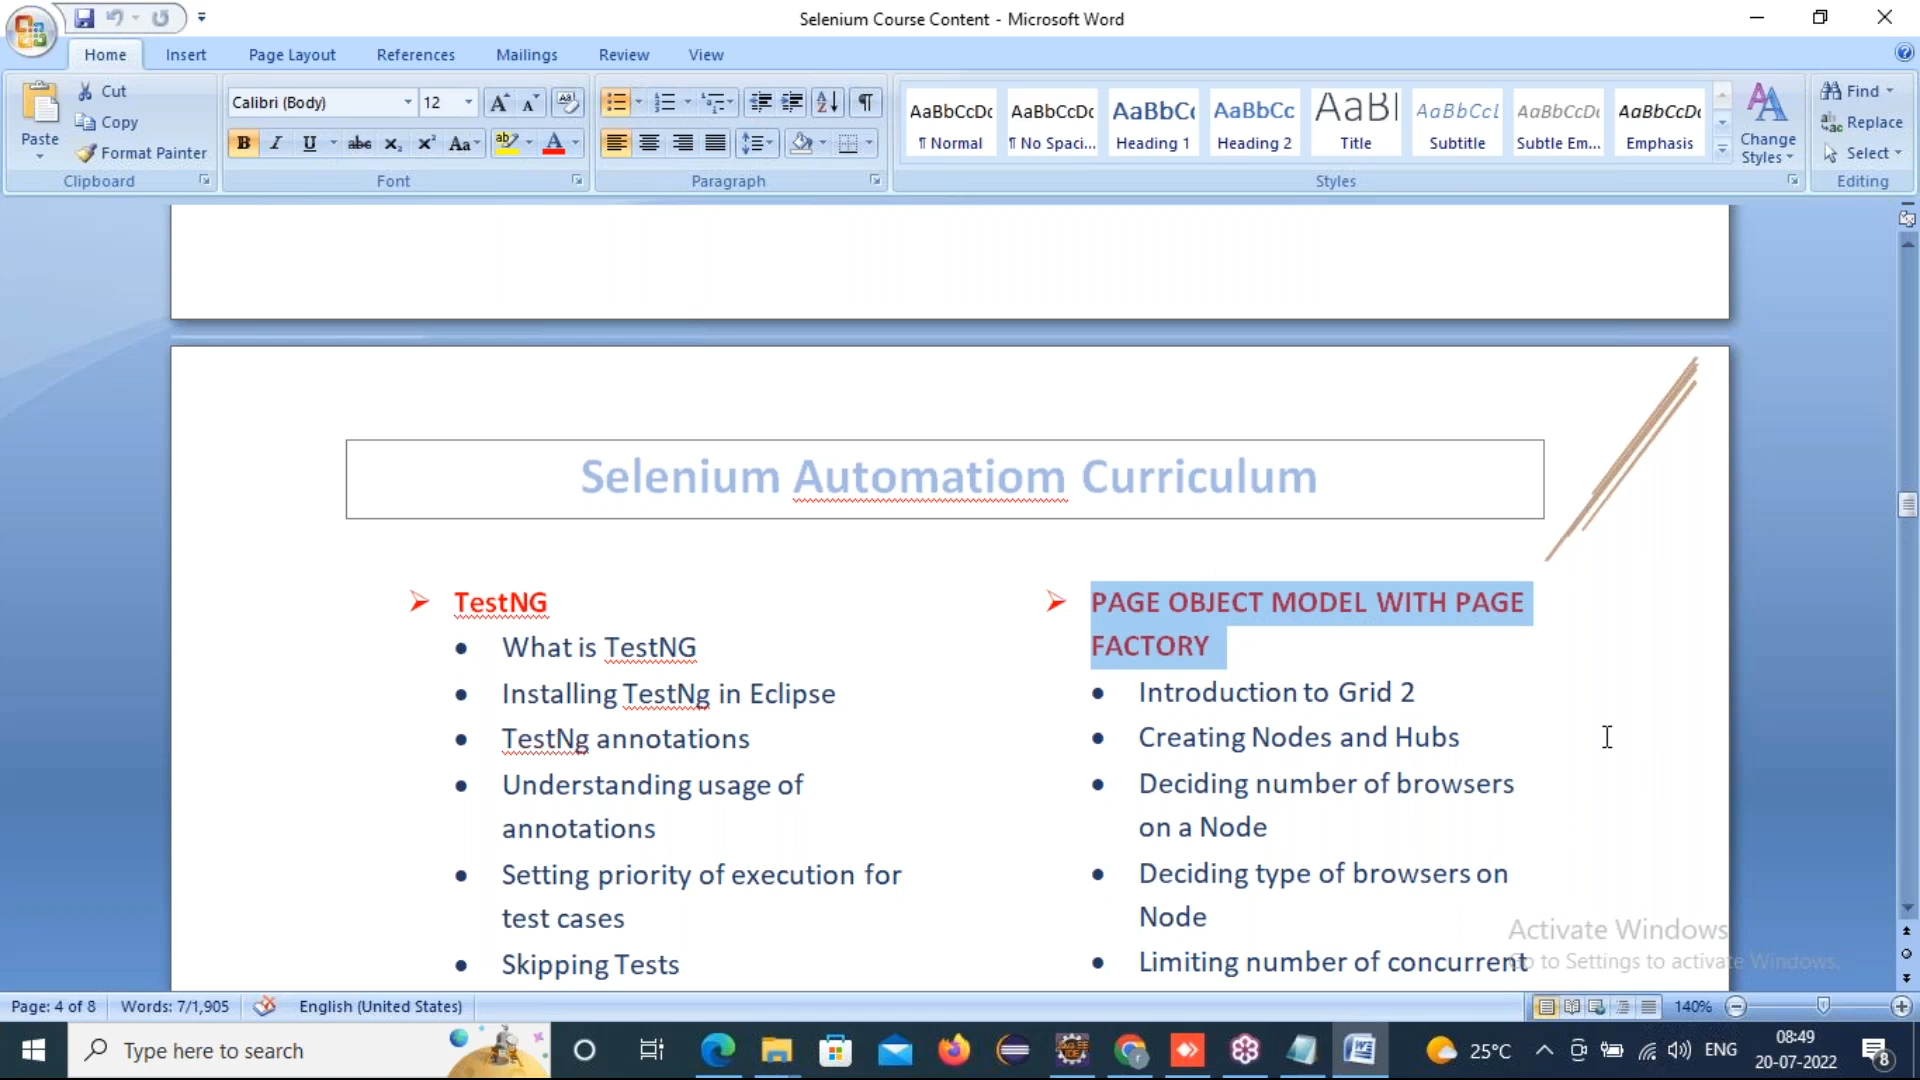 Selenium Course Content - Microsoft Word
Home Insert Page Layout References Mailings Review View
Paste
Cut
Copy
Format Painter
Clipboard
Calibri (Body) 12
Font
Paragraph
AaBbCcDc AaBbCcDc AaBbCc AaBbCc AaBl AaBbCcL AaBbCcDc AaBbCcDc
¶ Normal ¶ No Spaci... Heading 1 Heading 2 Title Subtitle Subtle Em... Emphasis
Styles
Change
Styles
Find
Replace
Select
Editing
Selenium Automatiom Curriculum
TestNG
• What is TestNG
• Installing TestNg in Eclipse
• TestNg annotations
• Understanding usage of
annotations
• Setting priority of execution for
test cases
• Skipping Tests
PAGE OBJECT MODEL WITH PAGE
FACTORY
• Introduction to Grid 2
• Creating Nodes and Hubs
• Deciding number of browsers
on a Node
• Deciding type of browsers on
Node
• Limiting number of concurrent
Activate Windows
Go to Settings to activate Windows.
Page: 4 of 8 Words: 7/1,905 English (United States) 140%
Type here to search
25°C ENG
08:49
20-07-2022
8